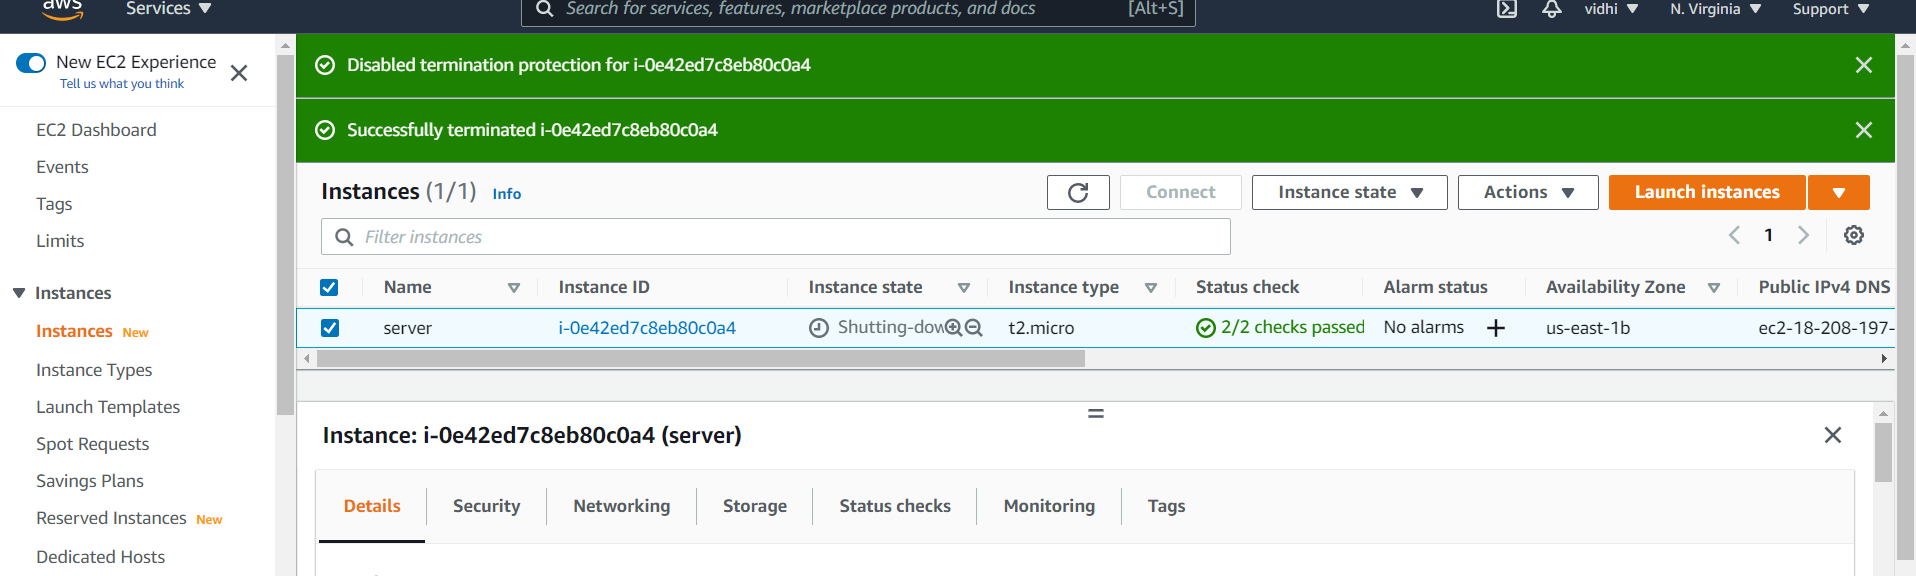 aws Services Search for services, features, marketplace products, and docs [Alt+S] vidhi N. Virginia Support
New EC2 Experience
Tell us what you think
EC2 Dashboard
Events
Tags
Limits
Instances
Instances New
Instance Types
Launch Templates
Spot Requests
Savings Plans
Reserved Instances New
Dedicated Hosts
Disabled termination protection for i-0e42ed7c8eb80c0a4
Successfully terminated i-0e42ed7c8eb80c0a4
Instances (1/1) Info Connect Instance state Actions Launch instances
Filter instances 1
Name Instance ID Instance state Instance type Status check Alarm status Availability Zone Public IPv4 DNS
server i-0e42ed7c8eb80c0a4 Shutting-dow t2.micro 2/2 checks passed No alarms us-east-1b ec2-18-208-197-
Instance: i-0e42ed7c8eb80c0a4 (server)
Details Security Networking Storage Status checks Monitoring Tags